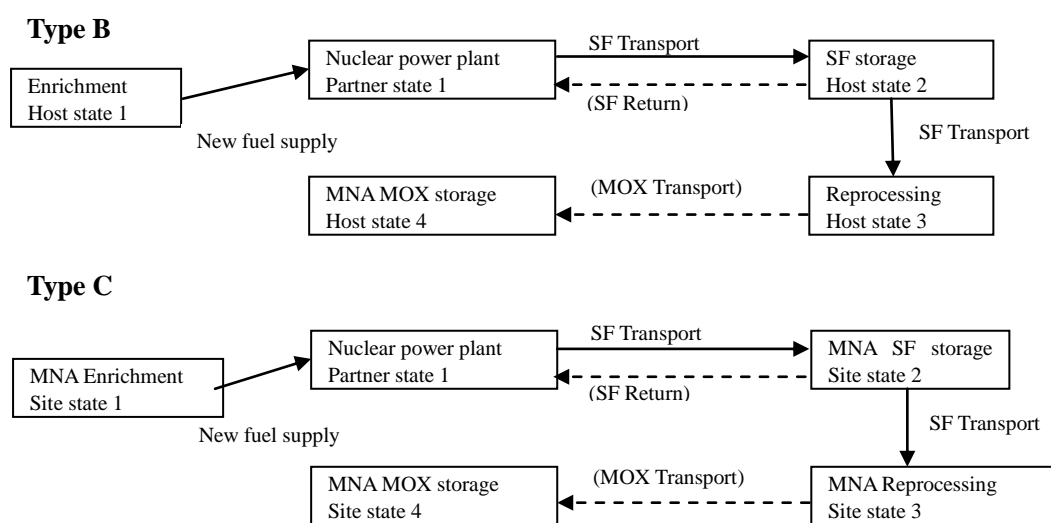 Type B
Enrichment
Host state 1
Nuclear power plant
Partner state 1
SF Transport
(SF Return)
SF storage
Host state 2
New fuel supply
SF Transport
MNA MOX storage
Host state 4
(MOX Transport)
Reprocessing
Host state 3
Type C
MNA Enrichment
Site state 1
Nuclear power plant
Partner state 1
SF Transport
(SF Return)
MNA SF storage
Site state 2
New fuel supply
SF Transport
MNA MOX storage
Site state 4
(MOX Transport)
MNA Reprocessing
Site state 3